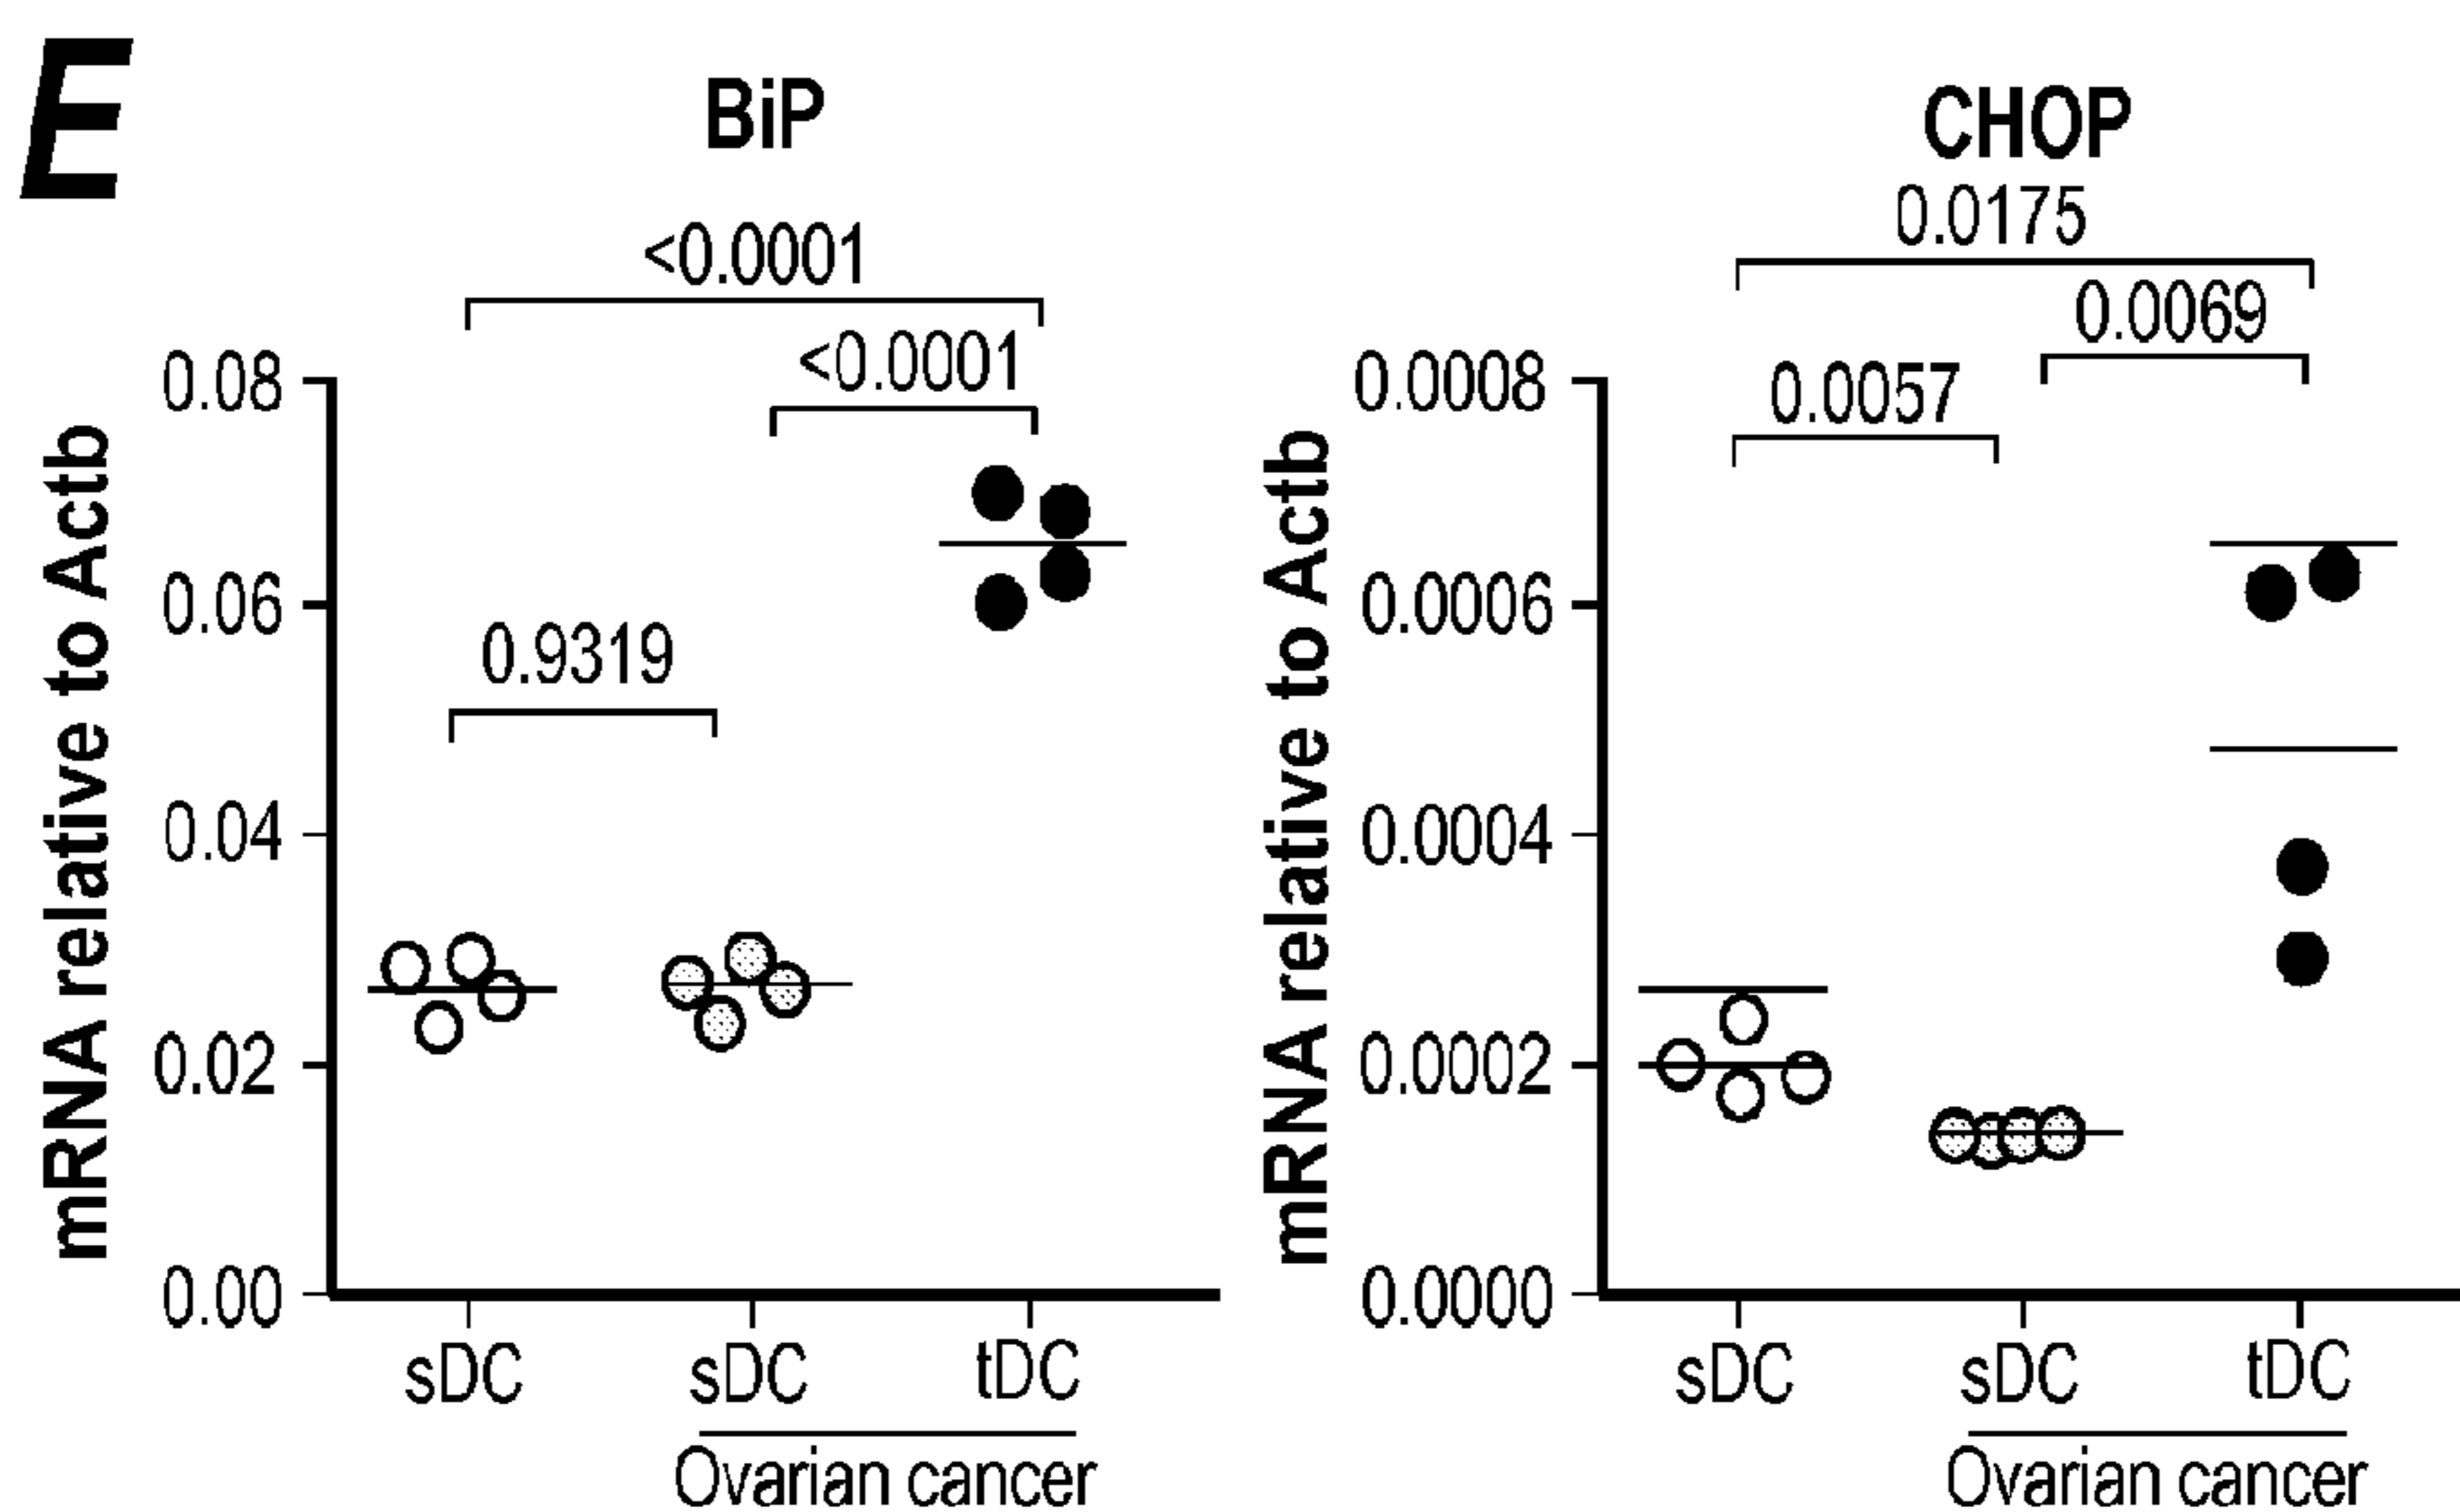 E
BiP
<0.0001
<0.0001
0.9319
0.08
0.06
0.04
0.02
0.00
mRNA relative to Actb
sDC
sDC
tDC
Ovarian cancer
CHOP
0.0175
0.0069
0.0057
0.0008
0.0006
0.0004
0.0002
0.0000
mRNA relative to Actb
sDC
sDC
tDC
Ovarian cancer